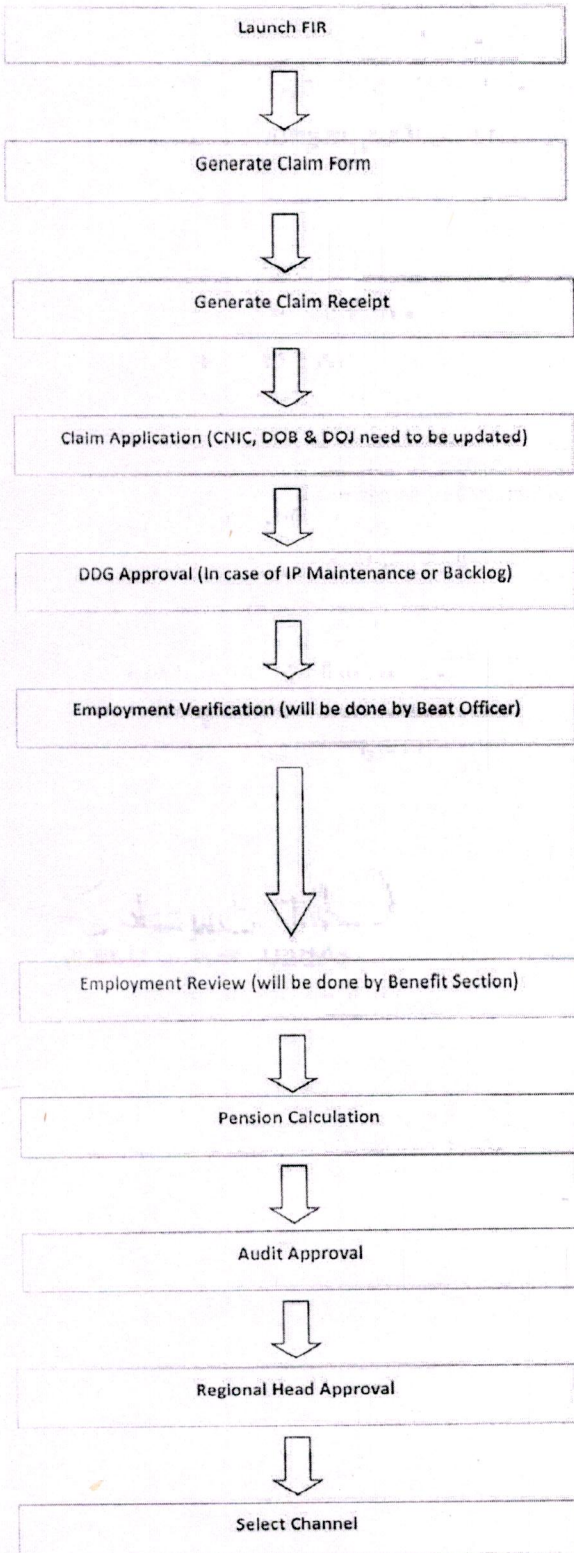 Launch FIR
Generate Claim Form
Generate Claim Receipt
Claim Application (CNIC, DOB & DOJ need to be updated)
DDG Approval (In case of IP Maintenance or Backlog)
Employment Verification (will be done by Beat Officer)
Employment Review (will be done by Benefit Section)
Pension Calculation
Audit Approval
Regional Head Approval
Select Channel